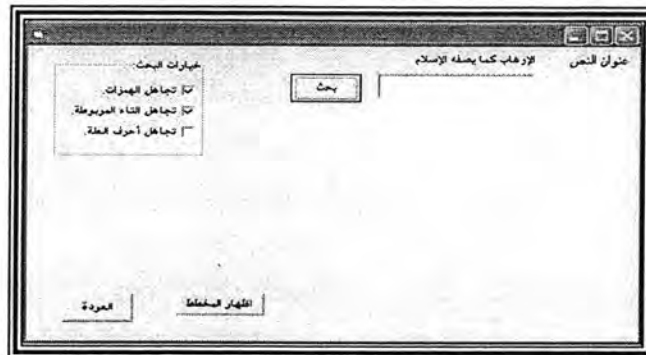 عنوان النص
الإرهاب كما يصفه الإسلام
بحث
خيارات البحث:
تجاهل الهمزات.
تجاهل التاء المربوطة.
تجاهل أحرف العلة.
اظهار المخطط
العودة